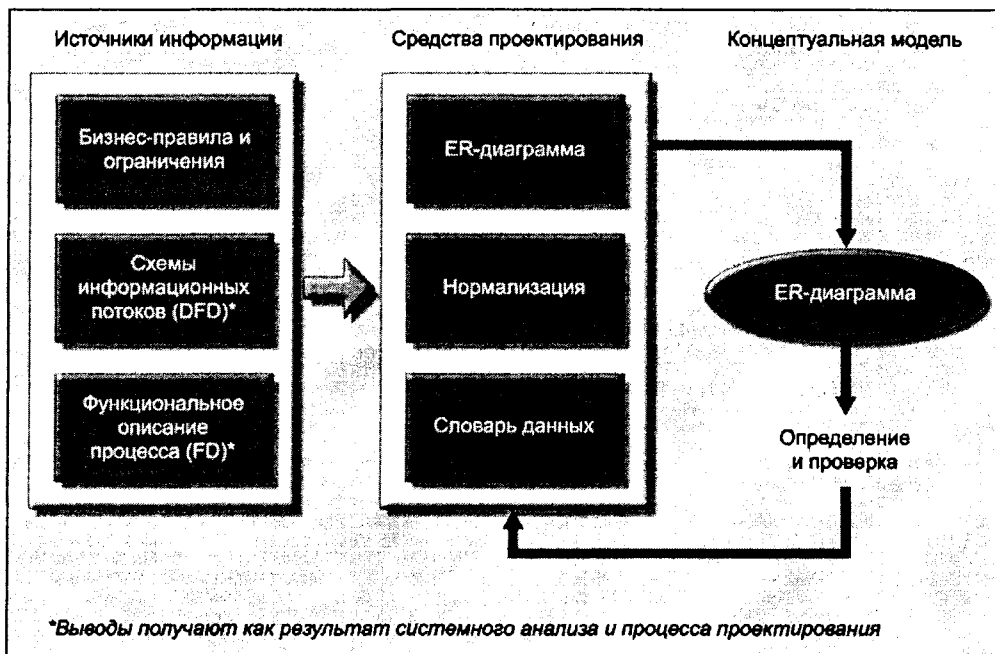 Источники информации
Средства проектирования
Концептуальная модель
Бизнес-правила и
ограничения
Схемы
информационных
потоков (DFD)*
Функциональное
описание
процесса (FD)*
ER-диаграмма
Нормализация
Словарь данных
ER-диаграмма
Определение
и проверка
*Выводы получают как результат системного анализа и процесса проектирования